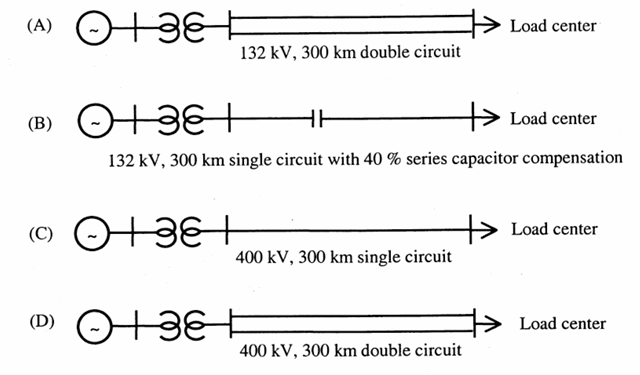 (A) ~ Load center
132 kV, 300 km double circuit
(B) ~ Load center
132 kV, 300 km single circuit with 40 % series capacitor compensation
(C) ~ Load center
400 kV, 300 km single circuit
(D) ~ Load center
400 kV, 300 km double circuit